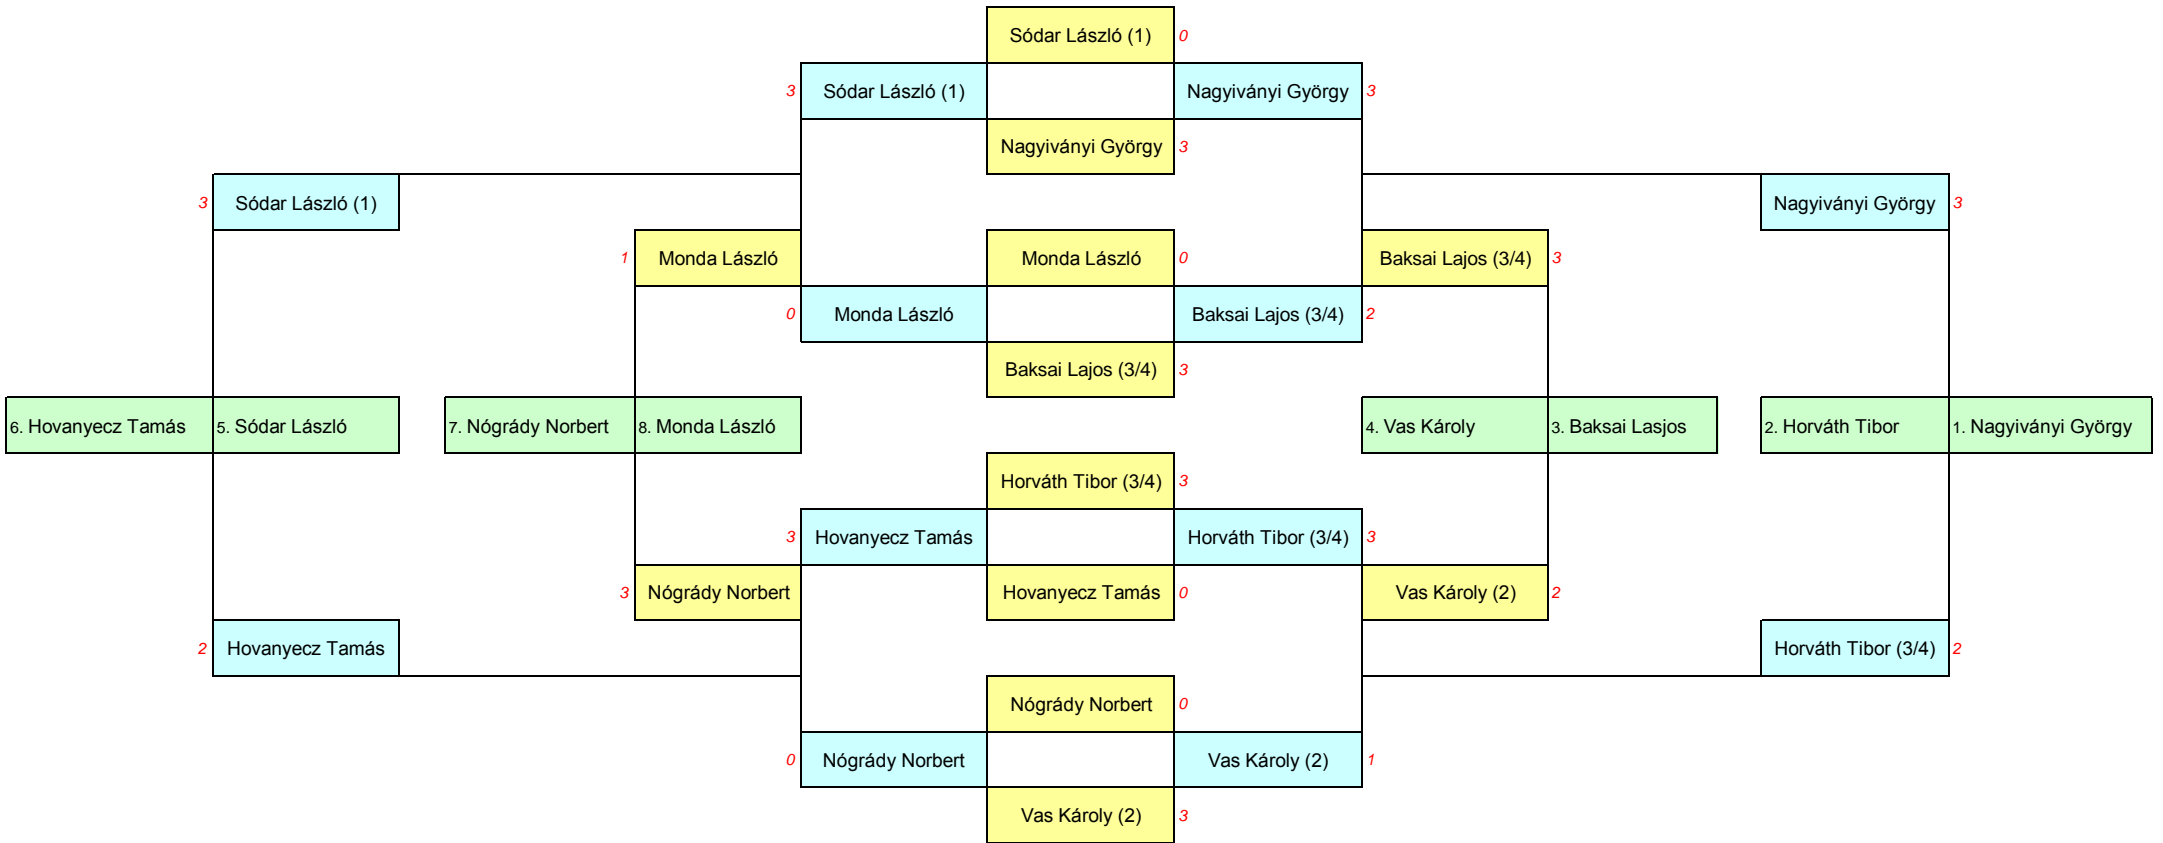 Sódar László (1) 0
3 Sódar László (1) Nagyiványi György 3
Nagyiványi György 3
3 Sódar László (1) Nagyiványi György 3
1 Monda László Monda László 0 Baksai Lajos (3/4) 3
0 Monda László Baksai Lajos (3/4) 2
Baksai Lajos (3/4) 3
6. Hovanyecz Tamás 5. Sódar László 7. Nógrády Norbert 8. Monda László 4. Vas Károly 3. Baksai Lasjos 2. Horváth Tibor 1. Nagyiványi György
Horváth Tibor (3/4) 3
3 Hovanyecz Tamás Horváth Tibor (3/4) 3
3 Nógrády Norbert Hovanyecz Tamás 0 Vas Károly (2) 2
2 Hovanyecz Tamás Horváth Tibor (3/4) 2
Nógrády Norbert 0
0 Nógrády Norbert Vas Károly (2) 1
Vas Károly (2) 3